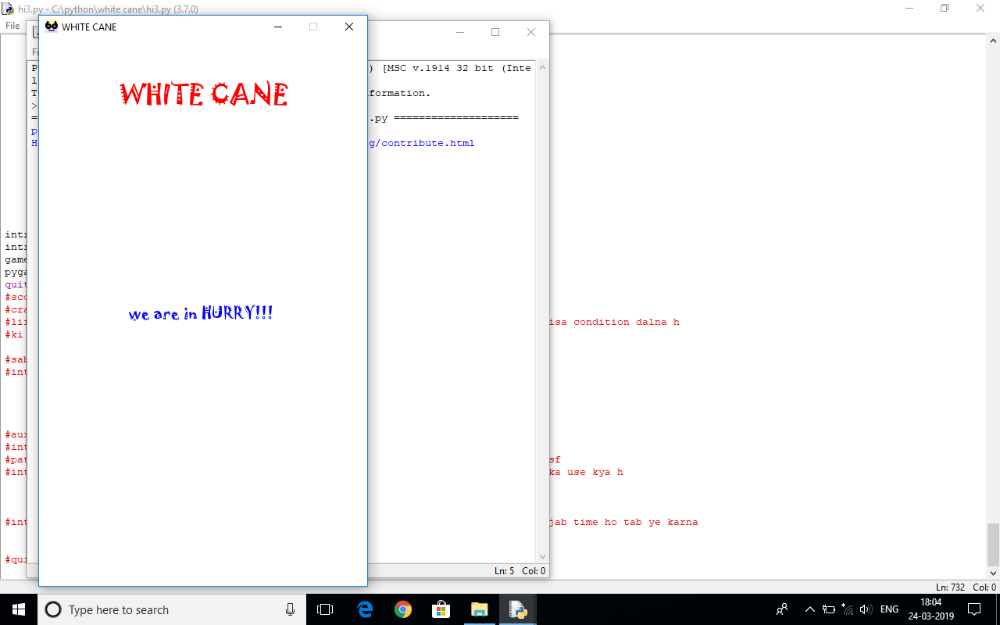 hi3.py - C:\python\white cane\hi3.py (3.7.0)
File
WHITE CANE
Fi
WHITE CANE
we are in HURRY!!!
P
) [MSC v.1914 32 bit (Inte
l
T
formation.
>
=
.py ====================
p
H
g/contribute.html
intr
intr
game
pyga
quit
#sco
#cra
#lif
isa condition dalna h
#ki
#sab
#int
#aur
#int
#pat
sf
#int
ka use kya h
#int
jab time ho tab ye karna
#qui
Ln: 5 Col: 0
Ln: 732 Col: 0
Type here to search
ENG
18:04
24-03-2019